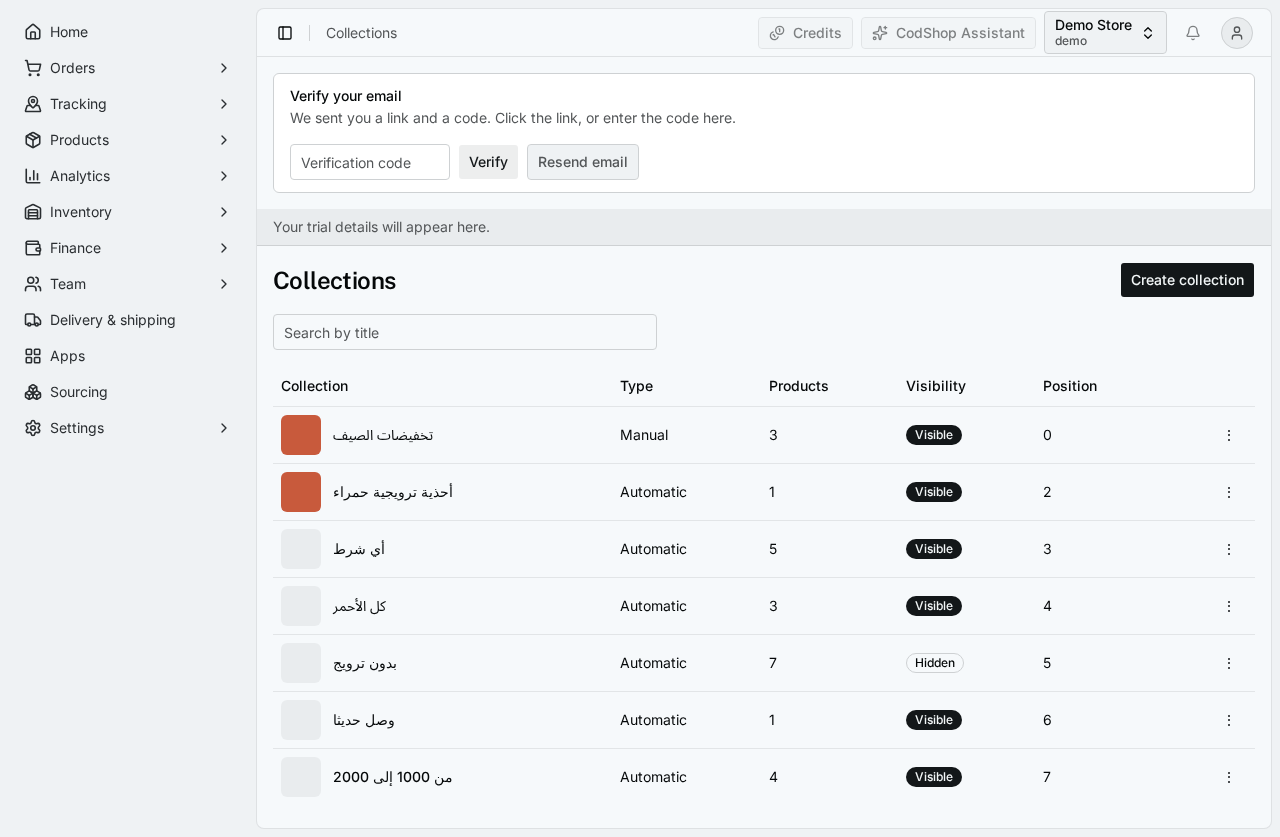 Home
Orders
Tracking
Products
Analytics
Inventory
Finance
Team
Delivery & shipping
Apps
Sourcing
Settings
Collections
Credits
CodShop Assistant
Demo Store
demo
Verify your email
We sent you a link and a code. Click the link, or enter the code here.
Verification code
Verify
Resend email
Your trial details will appear here.
Collections
Create collection
Search by title
Collection Type Products Visibility Position
تخفيضات الصيف Manual 3 Visible 0
أحذية ترويجية حمراء Automatic 1 Visible 2
أي شرط Automatic 5 Visible 3
كل الأحمر Automatic 3 Visible 4
بدون ترويج Automatic 7 Hidden 5
وصل حديثا Automatic 1 Visible 6
من 1000 إلى 2000 Automatic 4 Visible 7